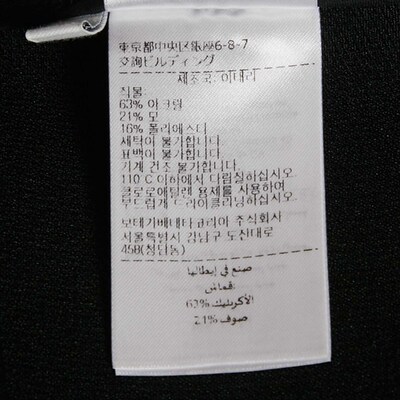 東京都中央区銀座6-8-7
交詢ビルディング
제조국: 이태리
직물:
63% 아크릴
21% 모
16% 폴리에스터
세탁이 불가합니다.
표백이 불가합니다.
기계 건조 불가합니다.
110 C 이하에서 다림질하십시오
클로로에틸렌 용제를 사용하여
부드럽게 드라이클리닝하십시오
보테가베네타코리아 주식회사
서울특별시 강남구 도산대로
458(청담동)
صنع في إيطاليا
قماش
63% الأكريليك
21% صوف